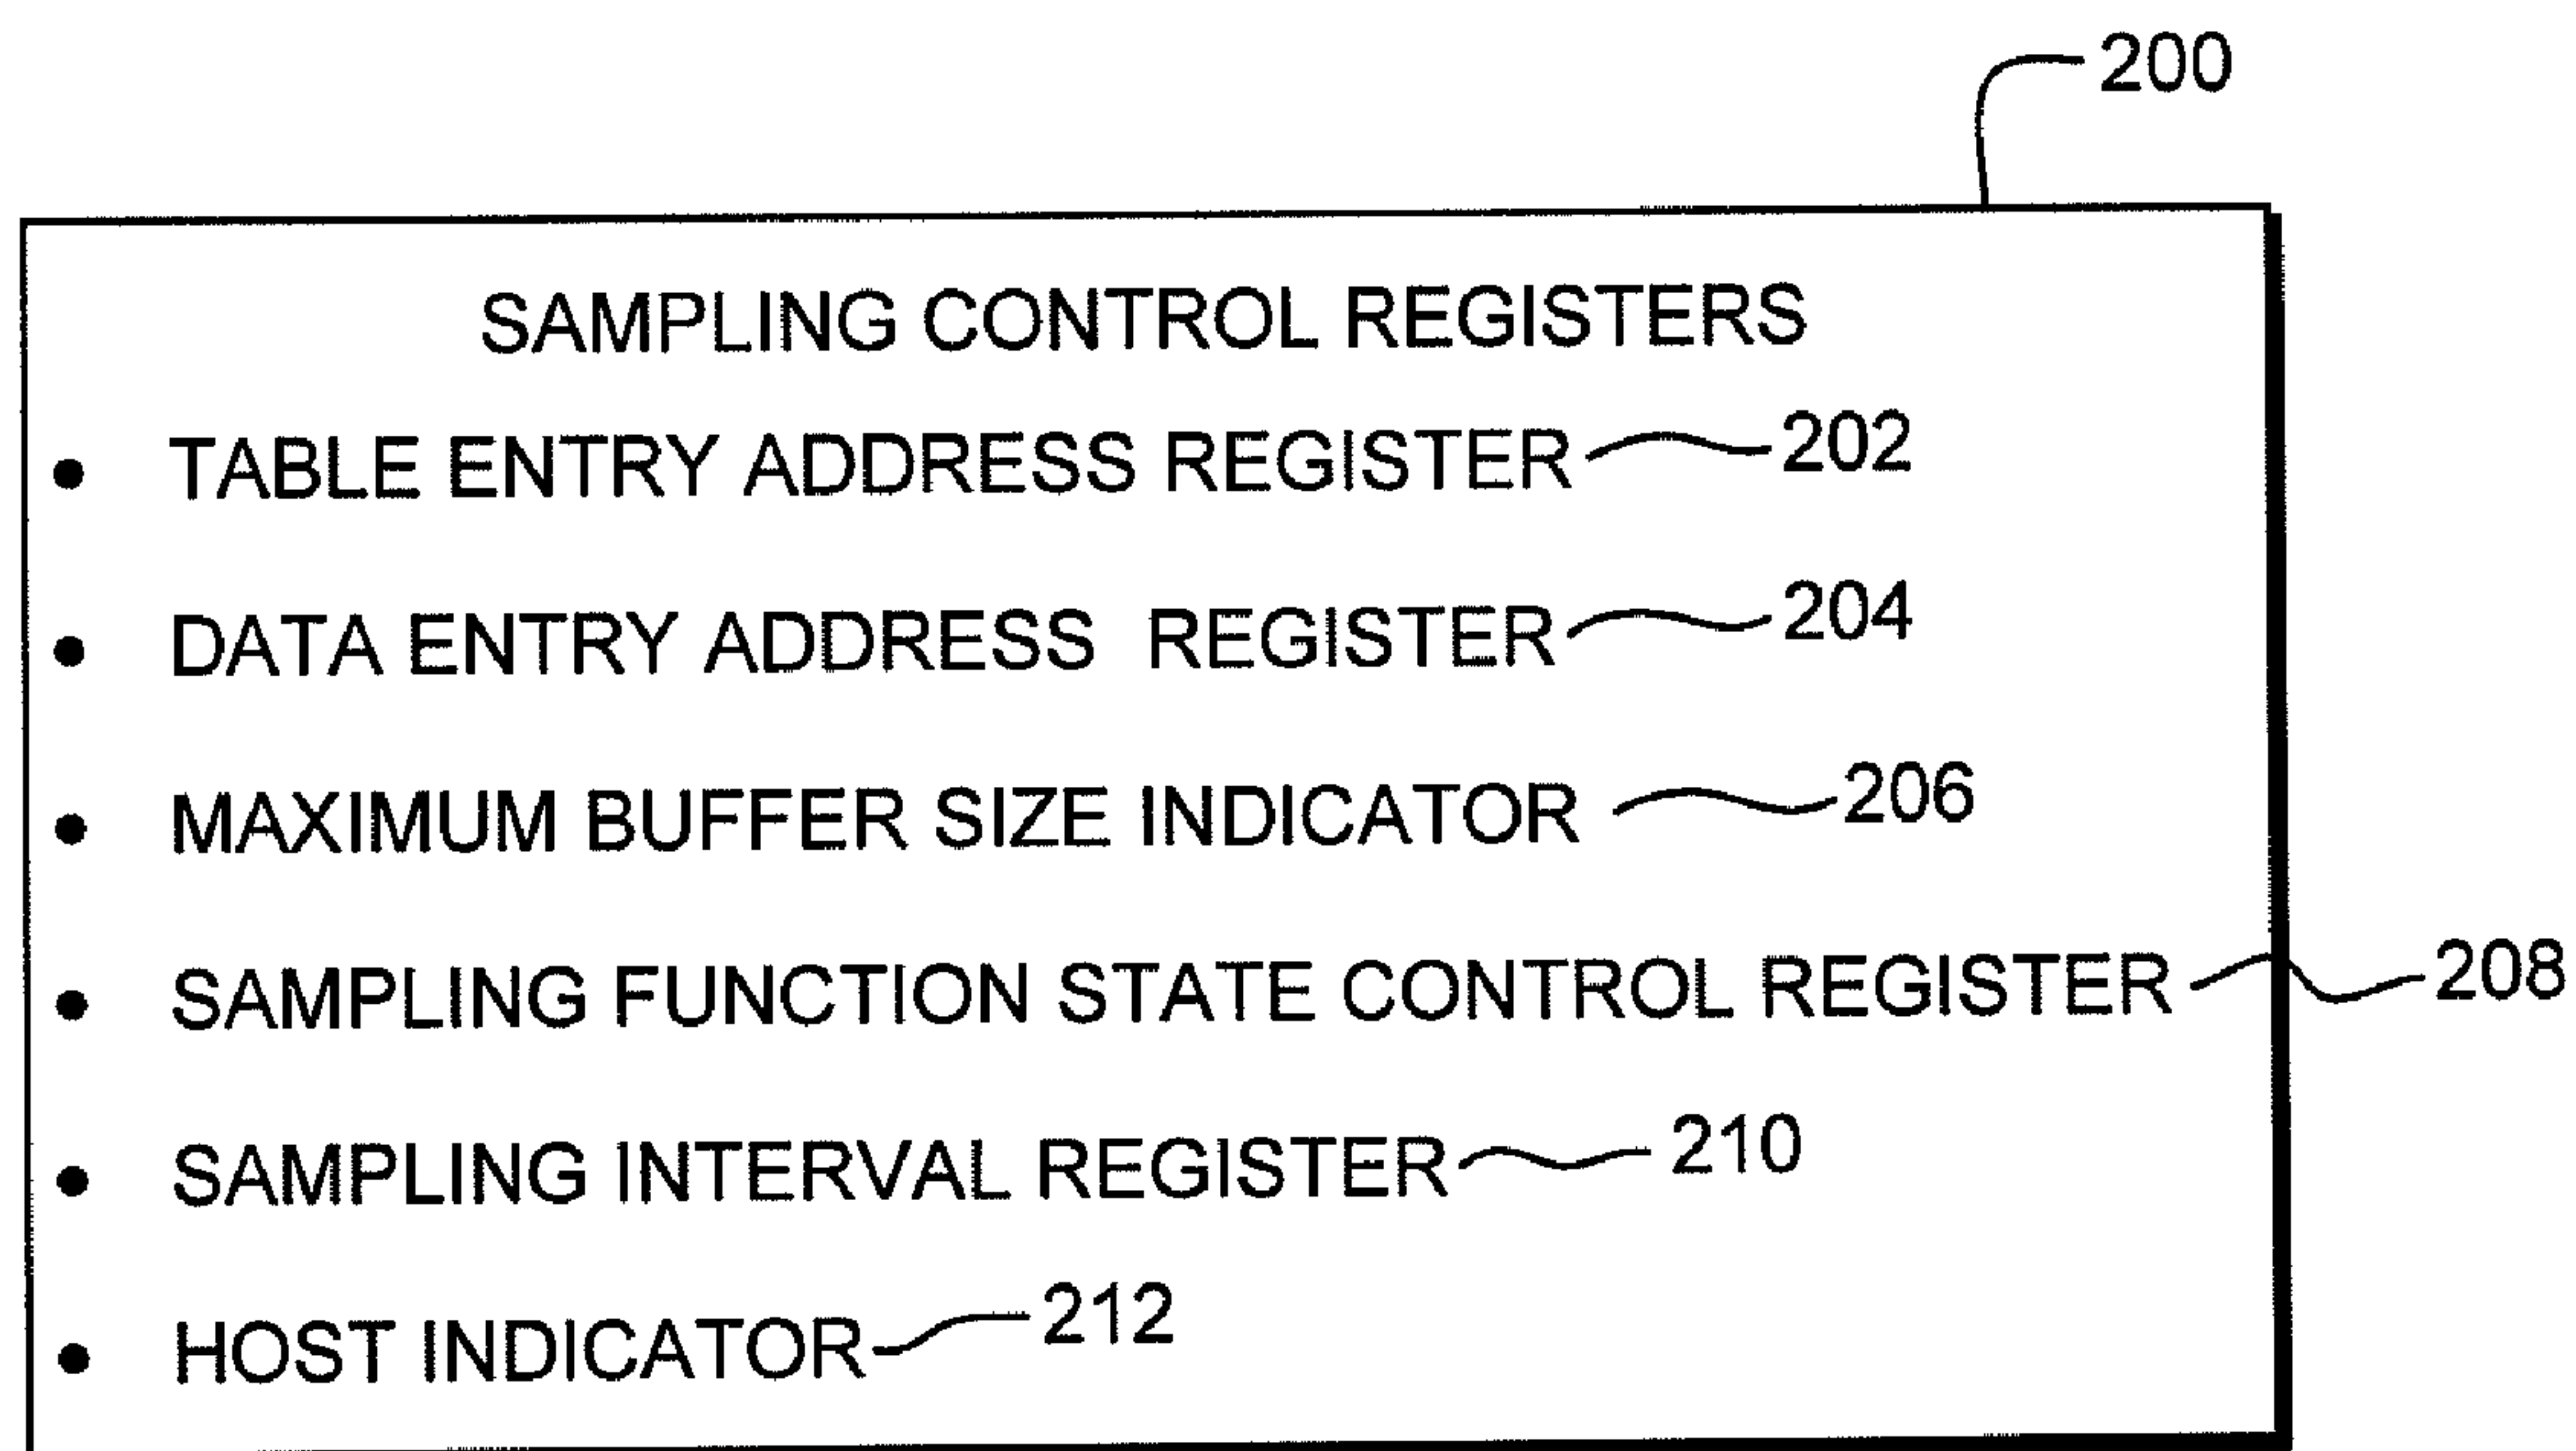 200
SAMPLING CONTROL REGISTERS
• TABLE ENTRY ADDRESS REGISTER 202
• DATA ENTRY ADDRESS REGISTER 204
• MAXIMUM BUFFER SIZE INDICATOR 206
• SAMPLING FUNCTION STATE CONTROL REGISTER 208
• SAMPLING INTERVAL REGISTER 210
• HOST INDICATOR 212